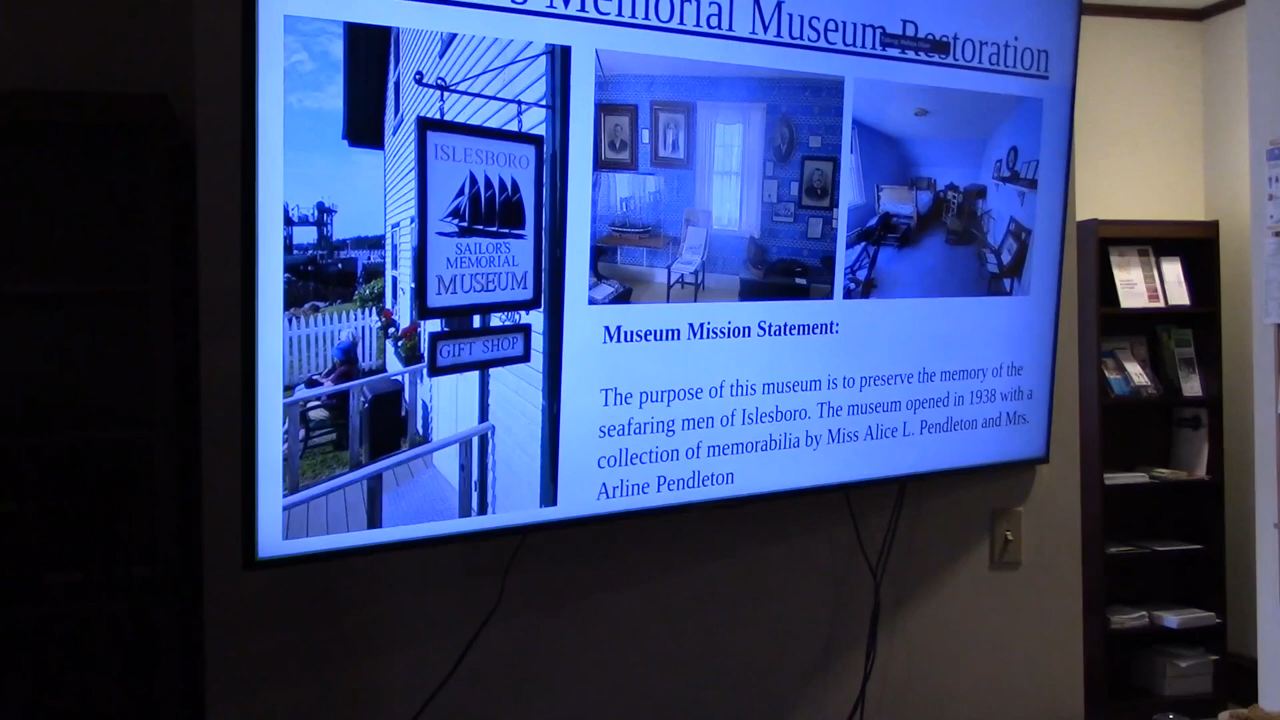 Memorial Museum Restoration
ISLESBORO
SAILOR'S
MEMORIAL
MUSEUM
GIFT SHOP
Museum Mission Statement:
The purpose of this museum is to preserve the memory of the
seafaring men of Islesboro. The museum opened in 1938 with a
collection of memorabilia by Miss Alice L. Pendleton and Mrs.
Arline Pendleton